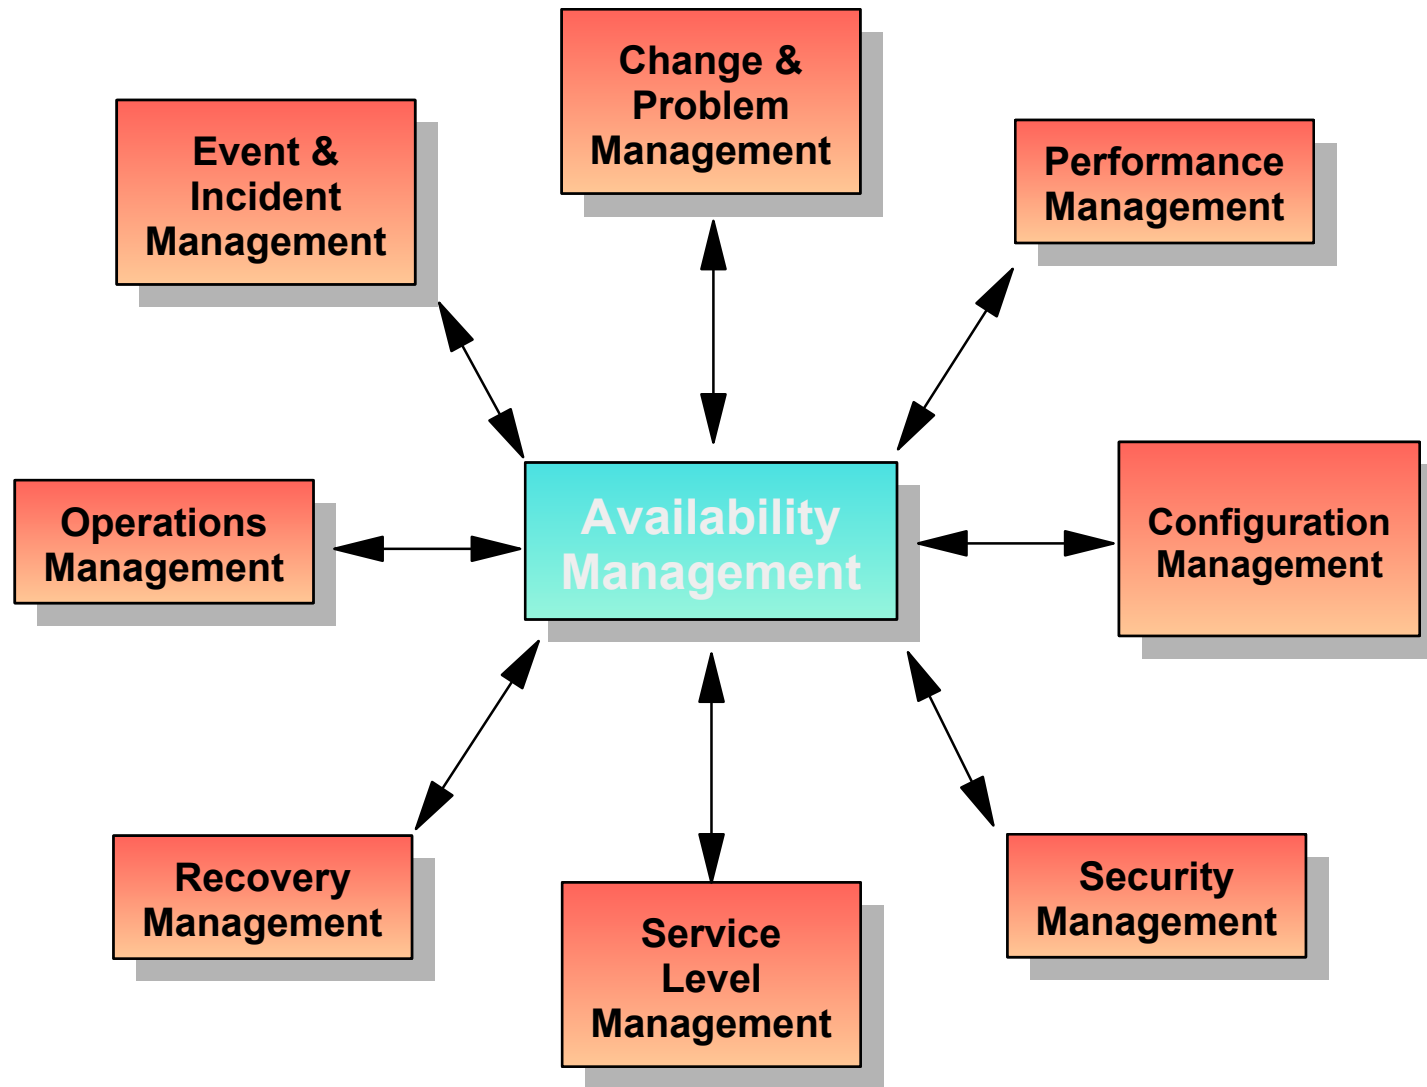 Change &
Problem
Management
Event &
Incident
Management
Performance
Management
Operations
Management
Availability
Management
Configuration
Management
Recovery
Management
Service
Level
Management
Security
Management